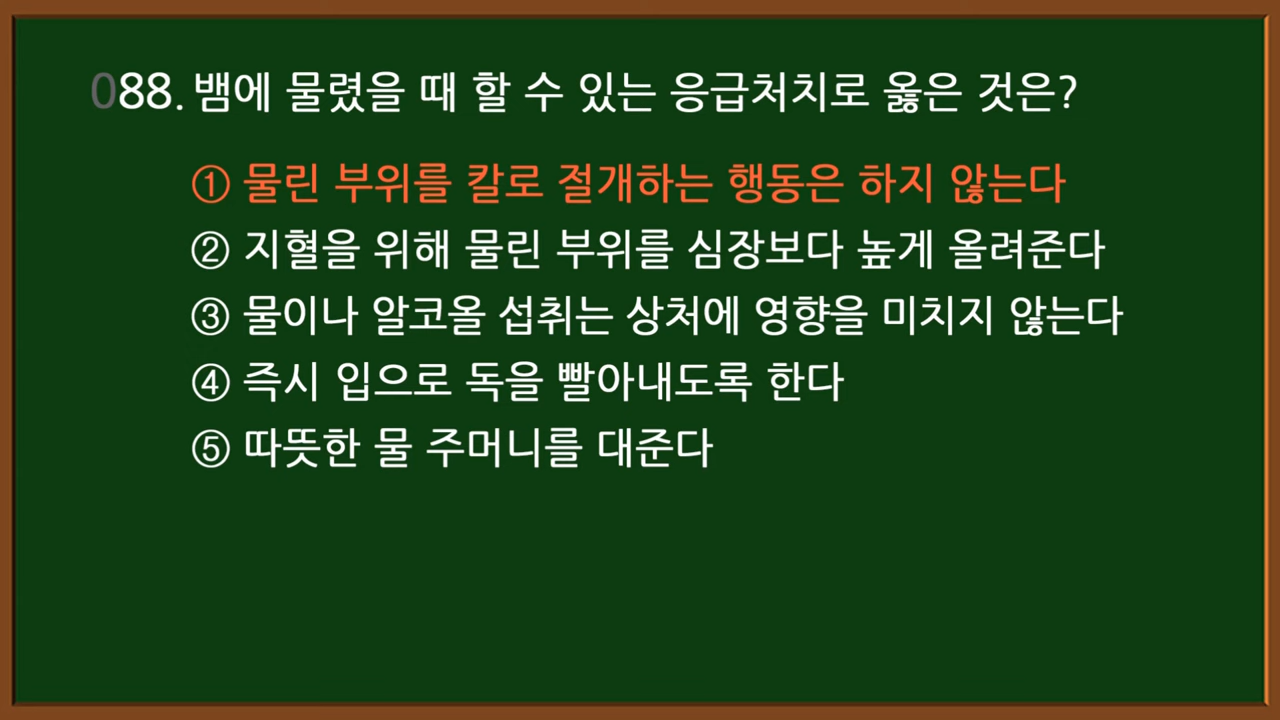 088. 뱀에 물렸을 때 할 수 있는 응급처치로 옳은 것은?
① 물린 부위를 칼로 절개하는 행동은 하지 않는다
② 지혈을 위해 물린 부위를 심장보다 높게 올려준다
③ 물이나 알코올 섭취는 상처에 영향을 미치지 않는다
④ 즉시 입으로 독을 빨아내도록 한다
⑤ 따뜻한 물 주머니를 대준다